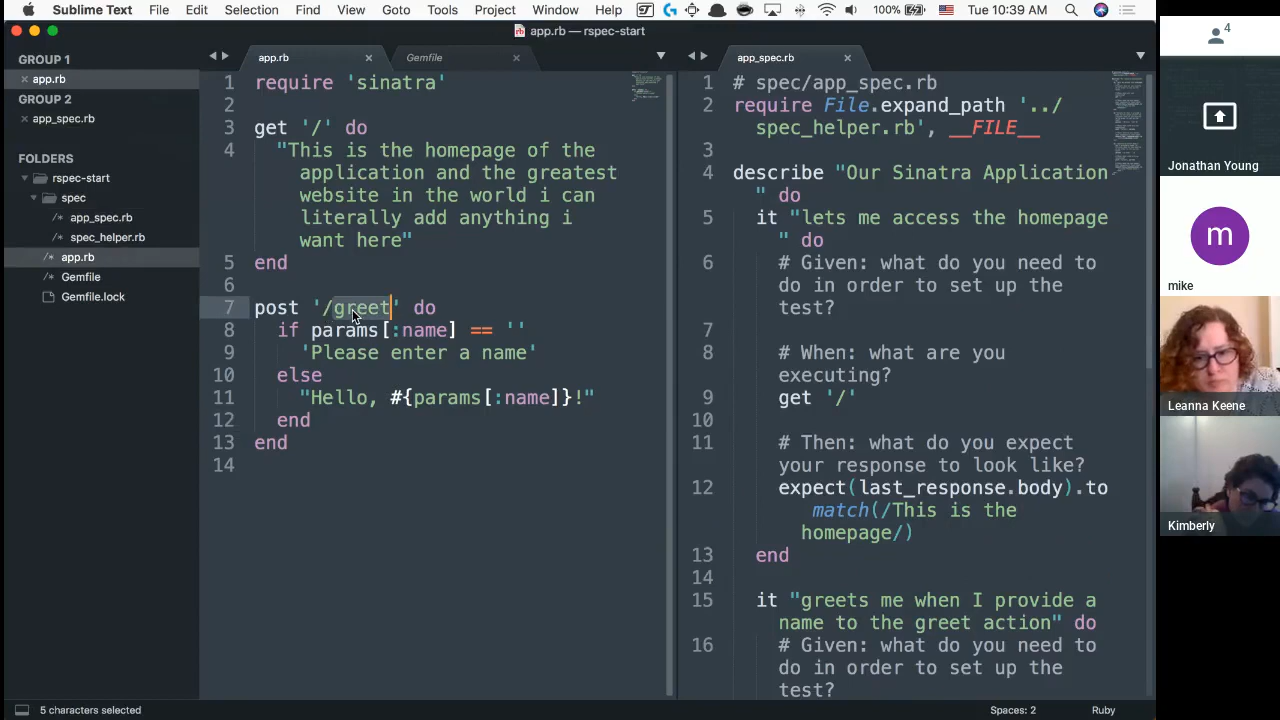 Sublime Text File Edit Selection Find View Goto Tools Project Window Help 100% Tue 10:39 AM
app.rb — rspec-start
GROUP 1
app.rb
GROUP 2
app_spec.rb
FOLDERS
rspec-start
spec
app_spec.rb
spec_helper.rb
app.rb
Gemfile
Gemfile.lock
app.rb
Gemfile
1 require 'sinatra'
2
3 get '/' do
4 "This is the homepage of the
application and the greatest
website in the world i can
literally add anything i
want here"
5 end
6
7 post '/greet' do
8 if params[:name] == ''
9 'Please enter a name'
10 else
11 "Hello, #{params[:name]}!"
12 end
13 end
14
app_spec.rb
1 # spec/app_spec.rb
2 require File.expand_path '../
spec_helper.rb', __FILE__
3
4 describe "Our Sinatra Application
" do
5 it "lets me access the homepage
" do
6 # Given: what do you need to
do in order to set up the
test?
7
8 # When: what are you
executing?
9 get '/'
10
11 # Then: what do you expect
your response to look like?
12 expect(last_response.body).to
match(/This is the
homepage/)
13 end
14
15 it "greets me when I provide a
name to the greet action" do
16 # Given: what do you need to
do in order to set up the
test?
5 characters selected
Spaces: 2 Ruby
4
Jonathan Young
m
mike
Leanna Keene
Kimberly